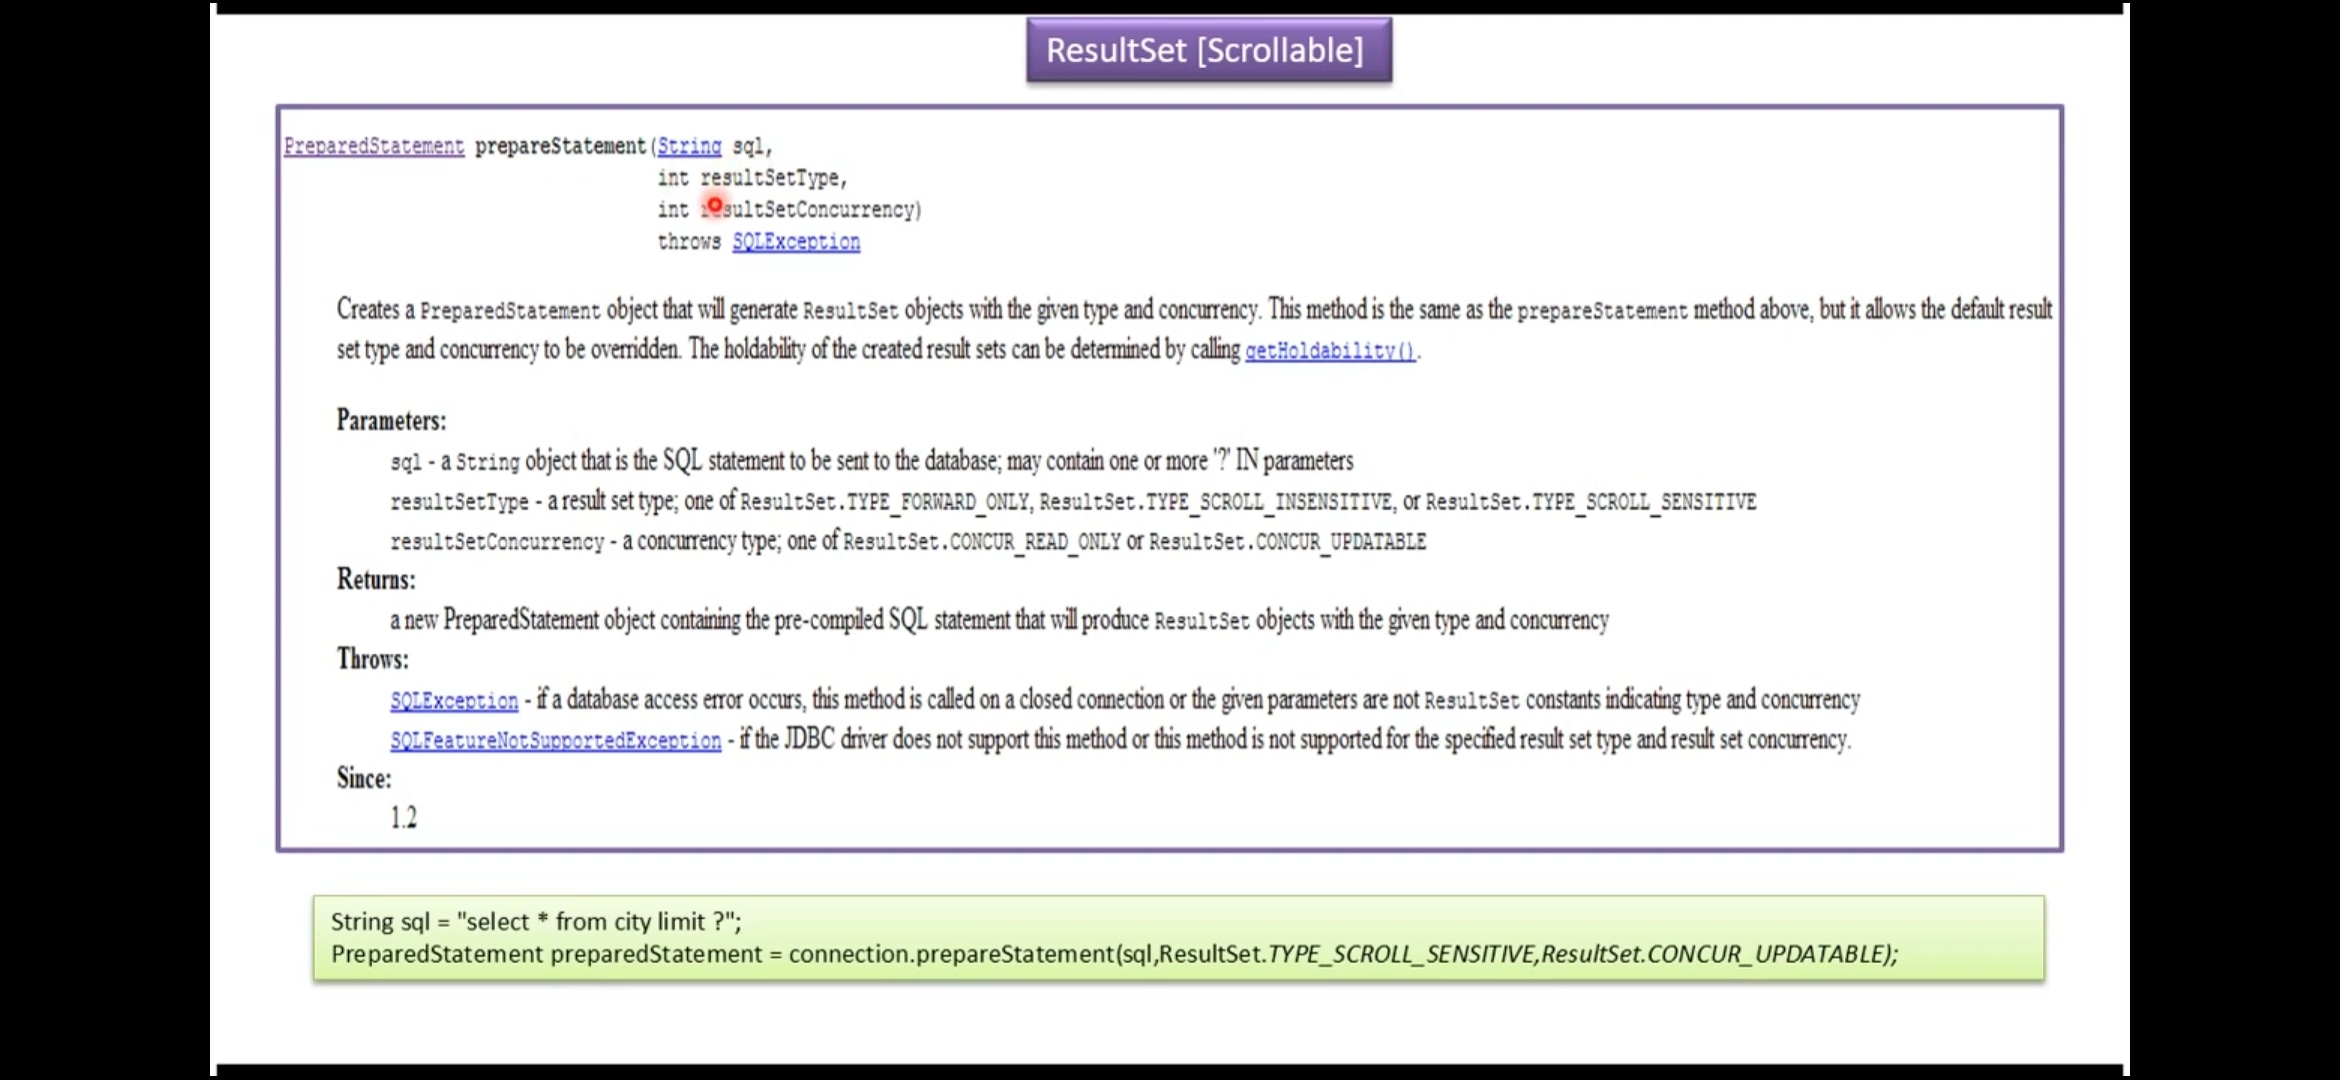 ResultSet [Scrollable]
PreparedStatement prepareStatement(String sql,
int resultSetType,
int resultSetConcurrency)
throws SQLException
Creates a PreparedStatement object that will generate ResultSet objects with the given type and concurrency. This method is the same as the prepareStatement method above, but it allows the default result
set type and concurrency to be overridden. The holdability of the created result sets can be determined by calling getHoldability().
Parameters:
sql - a String object that is the SQL statement to be sent to the database; may contain one or more '?' IN parameters
resultSetType - a result set type; one of ResultSet.TYPE_FORWARD_ONLY, ResultSet.TYPE_SCROLL_INSENSITIVE, or ResultSet.TYPE_SCROLL_SENSITIVE
resultSetConcurrency - a concurrency type; one of ResultSet.CONCUR_READ_ONLY or ResultSet.CONCUR_UPDATABLE
Returns:
a new PreparedStatement object containing the pre-compiled SQL statement that will produce ResultSet objects with the given type and concurrency
Throws:
SQLException - if a database access error occurs, this method is called on a closed connection or the given parameters are not ResultSet constants indicating type and concurrency
SQLFeatureNotSupportedException - if the JDBC driver does not support this method or this method is not supported for the specified result set type and result set concurrency.
Since:
1.2
String sql = "select * from city limit ?";
PreparedStatement preparedStatement = connection.prepareStatement(sql,ResultSet.TYPE_SCROLL_SENSITIVE,ResultSet.CONCUR_UPDATABLE);